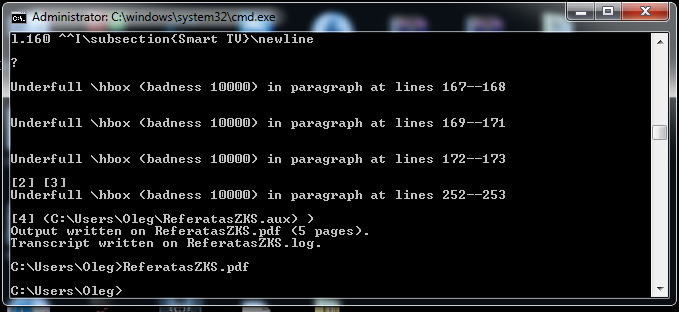 Administrator: C:\windows\system32\cmd.exe
l.160 ^^I\subsection{Smart TV}\newline
?
Underfull \hbox (badness 10000) in paragraph at lines 167--168
Underfull \hbox (badness 10000) in paragraph at lines 169--171
Underfull \hbox (badness 10000) in paragraph at lines 172--173
[2] [3]
Underfull \hbox (badness 10000) in paragraph at lines 252--253
[4] (C:\Users\Oleg\ReferatasZKS.aux) )
Output written on ReferatasZKS.pdf (5 pages).
Transcript written on ReferatasZKS.log.
C:\Users\Oleg>ReferatasZKS.pdf
C:\Users\Oleg>